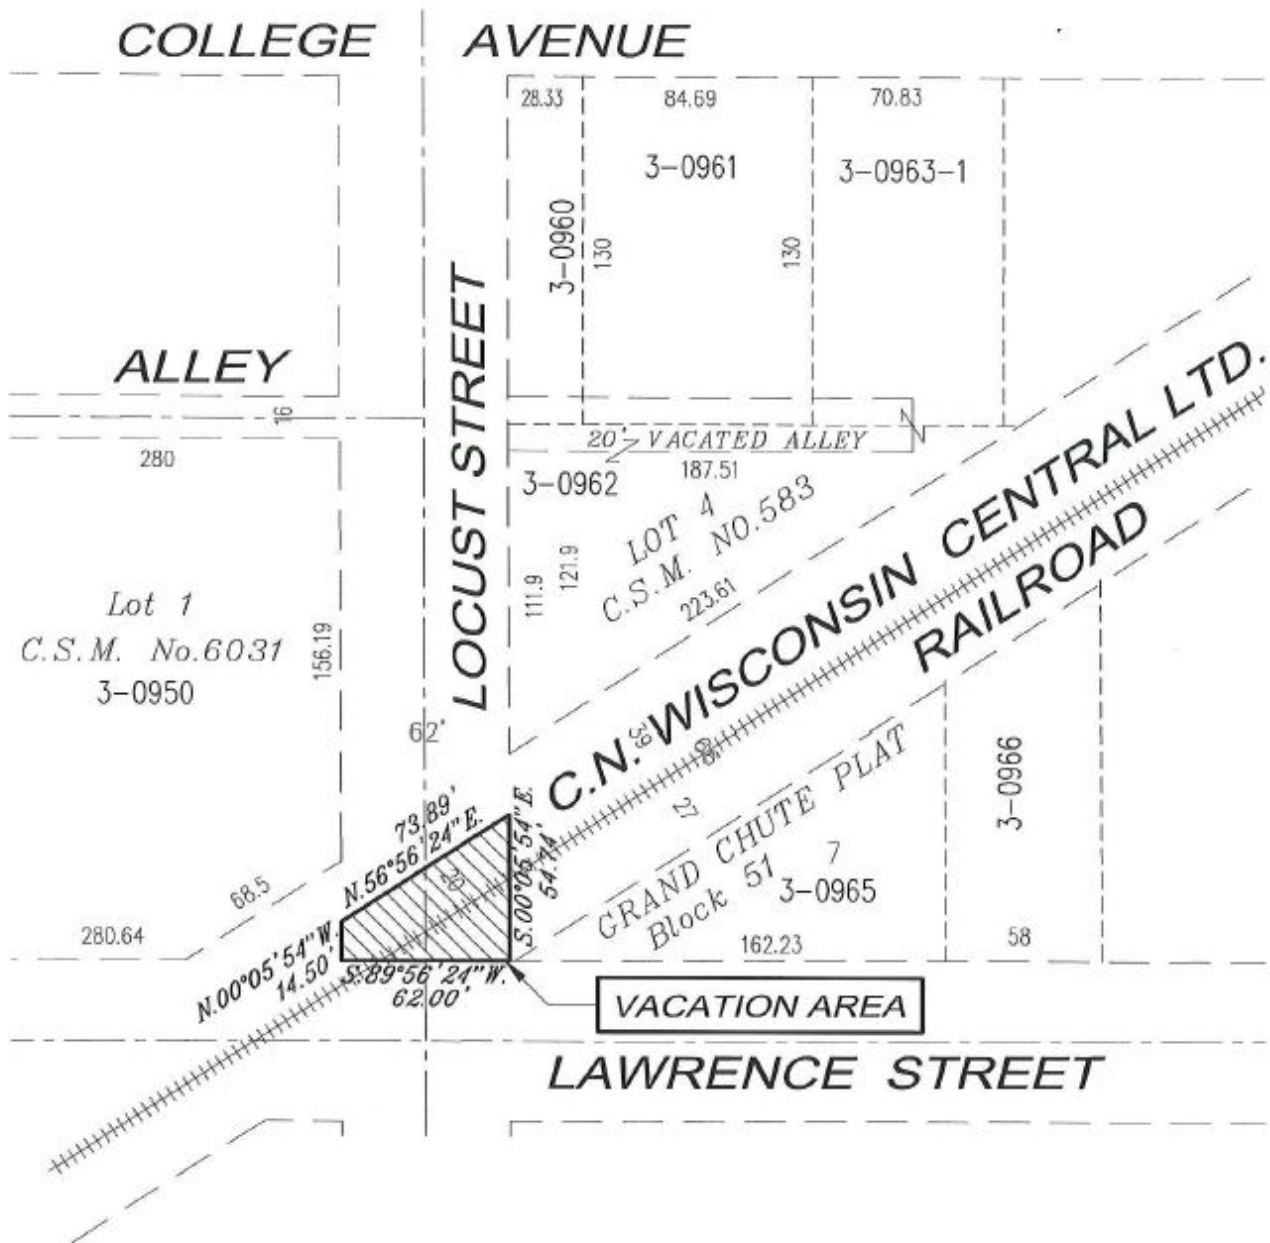 COLLEGE AVENUE
28.33 84.69 70.83
3-0961 3-0963-1
3-0960
130 130
LOCUST STREET
ALLEY
16
280
20' VACATED ALLEY
187.51
3-0962
LOT 4
C.S.M. NO.583
111.9
121.9
223.61
C.N. WISCONSIN CENTRAL LTD.
RAILROAD
Lot 1
C.S.M. No.6031
3-0950
156.19
62'
39
27
GRAND CHUTE PLAT
Block 51
7
3-0965
3-0966
73.89'
N.56°56'24"E.
20
S.00°05'54"E.
54.74'
68.5
280.64
N.00°05'54"W.
14.50'
S.89°56'24"W.
62.00'
162.23
58
VACATION AREA
LAWRENCE STREET